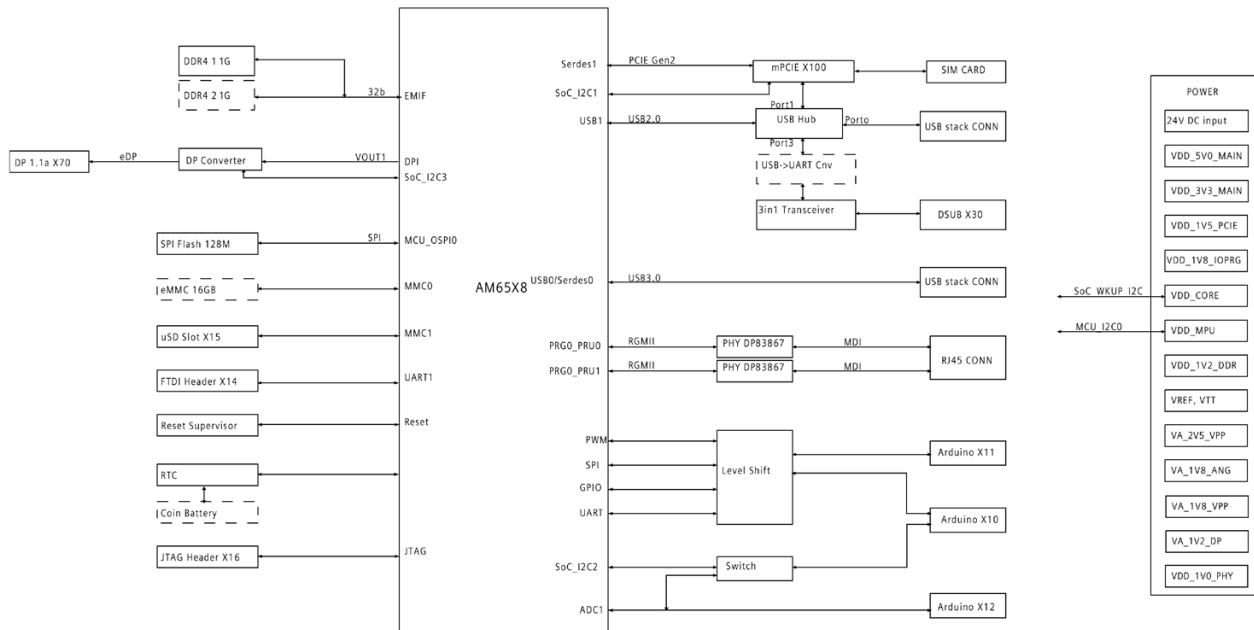 DDR4 1 1G
DDR4 2 1G
32b
EMIF
DP 1.1a X70
eDP
DP Converter
VOUT1
DPI
SoC_I2C3
SPI Flash 128M
SPI
MCU_OSPI0
eMMC 16GB
MMC0
uSD Slot X15
MMC1
FTDI Header X14
UART1
Reset Supervisor
Reset
RTC
Coin Battery
JTAG Header X16
JTAG
AM65X8
Serdes1
PCIE Gen2
mPCIE X100
SIM CARD
SoC_I2C1
Port1
USB1
USB2.0
USB Hub
Porto
USB stack CONN
Port3
USB->UART Cnv
3in1 Transceiver
DSUB X30
USB0/Serdes0
USB3.0
USB stack CONN
PRG0_PRU0
RGMII
PHY DP83867
MDI
RJ45 CONN
PRG0_PRU1
RGMII
PHY DP83867
MDI
PWM
SPI
GPIO
UART
Level Shift
Arduino X11
Arduino X10
SoC_I2C2
Switch
ADC1
Arduino X12
POWER
24V DC input
VDD_5V0_MAIN
VDD_3V3_MAIN
VDD_1V5_PCIE
VDD_1V8_IOPRG
SoC_WKUP_I2C
VDD_CORE
MCU_I2C0
VDD_MPU
VDD_1V2_DDR
VREF, VTT
VA_2V5_VPP
VA_1V8_ANG
VA_1V8_VPP
VA_1V2_DP
VDD_1V0_PHY